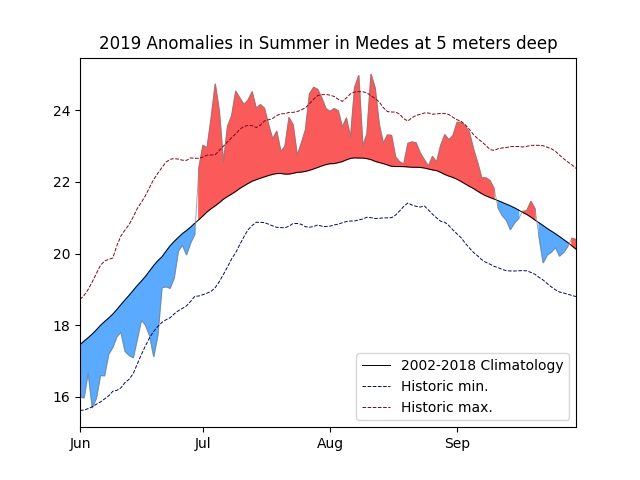 2019 Anomalies in Summer in Medes at 5 meters deep
24
22
20
18
16
Jun Jul Aug Sep
2002-2018 Climatology
Historic min.
Historic max.